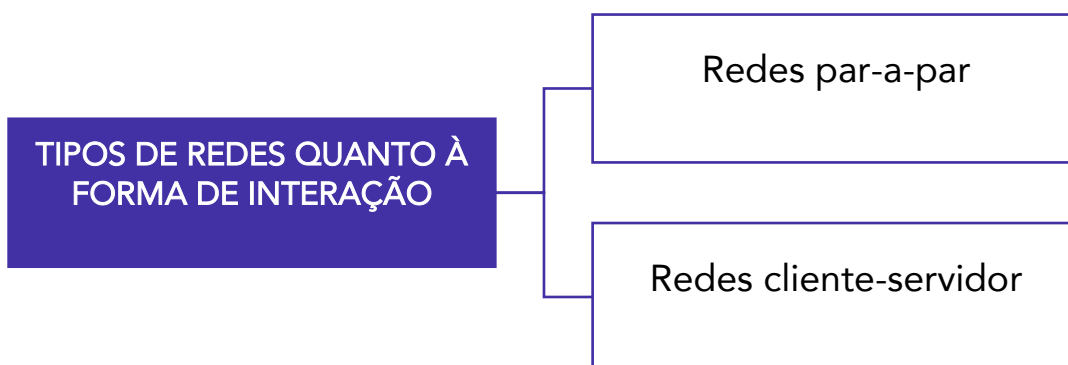 TIPOS DE REDES QUANTO À
FORMA DE INTERAÇÃO
Redes par-a-par
Redes cliente-servidor